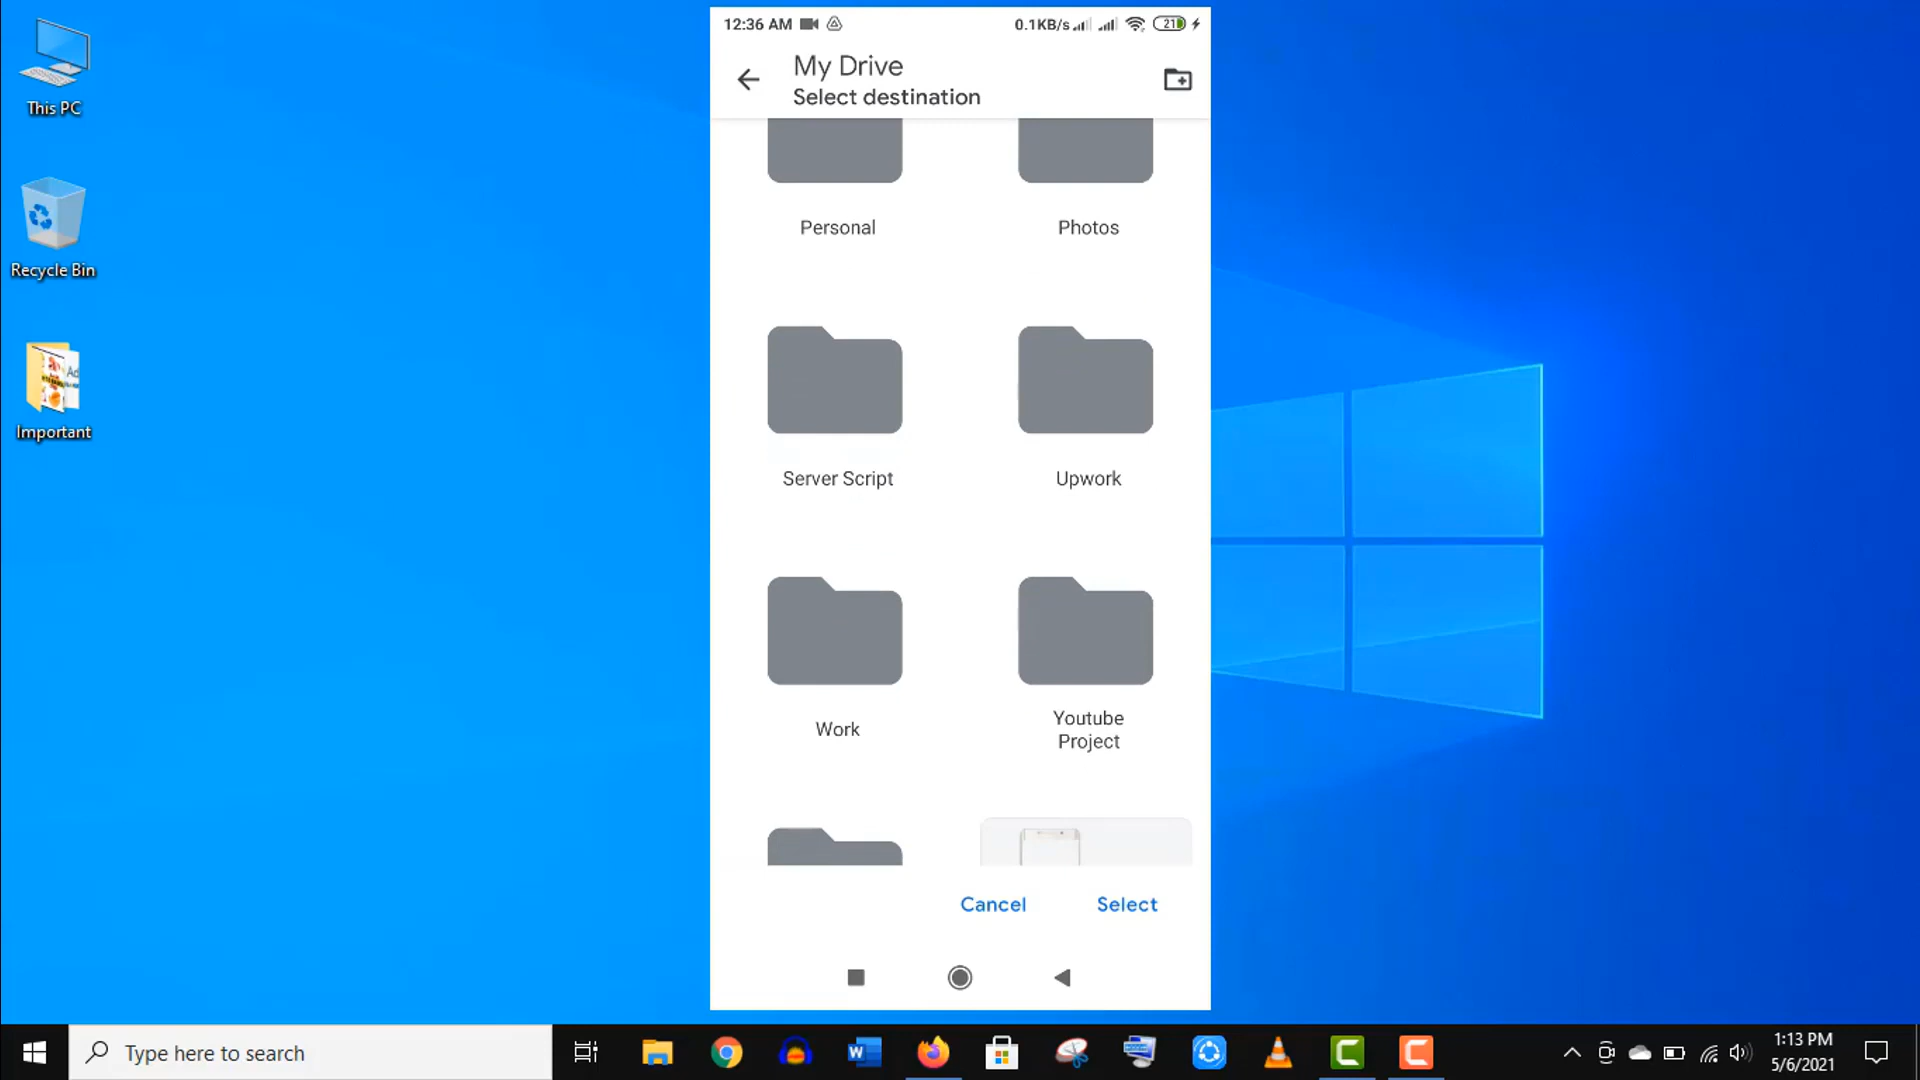 This PC
Recycle Bin
Important
12:36 AM
0.1KB/s
21
My Drive
Select destination
Personal
Photos
Server Script
Upwork
Work
Youtube
Project
Cancel
Select
Type here to search
1:13 PM
5/6/2021